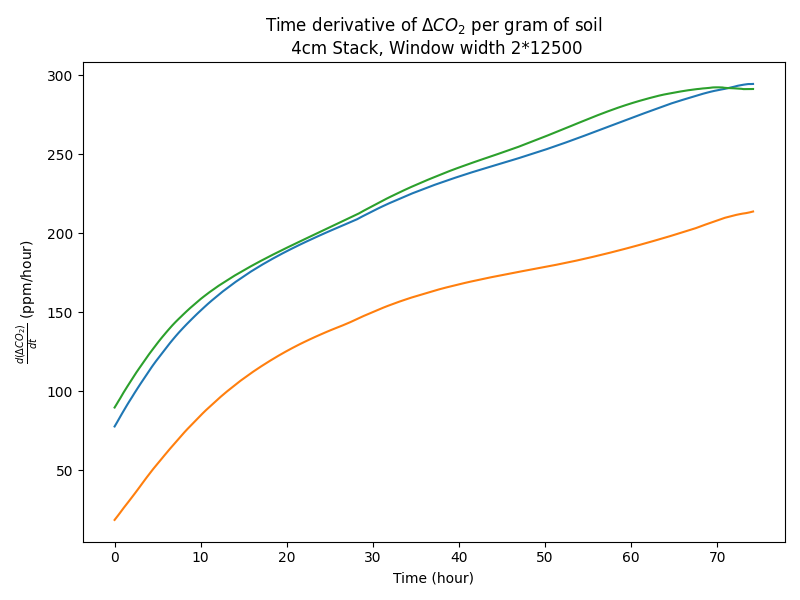 Time derivative of ΔCO₂ per gram of soil
4cm Stack, Window width 2*12500
300
250
200
150
100
50
d(ΔCO₂)/dt (ppm/hour)
0 10 20 30 40 50 60 70
Time (hour)